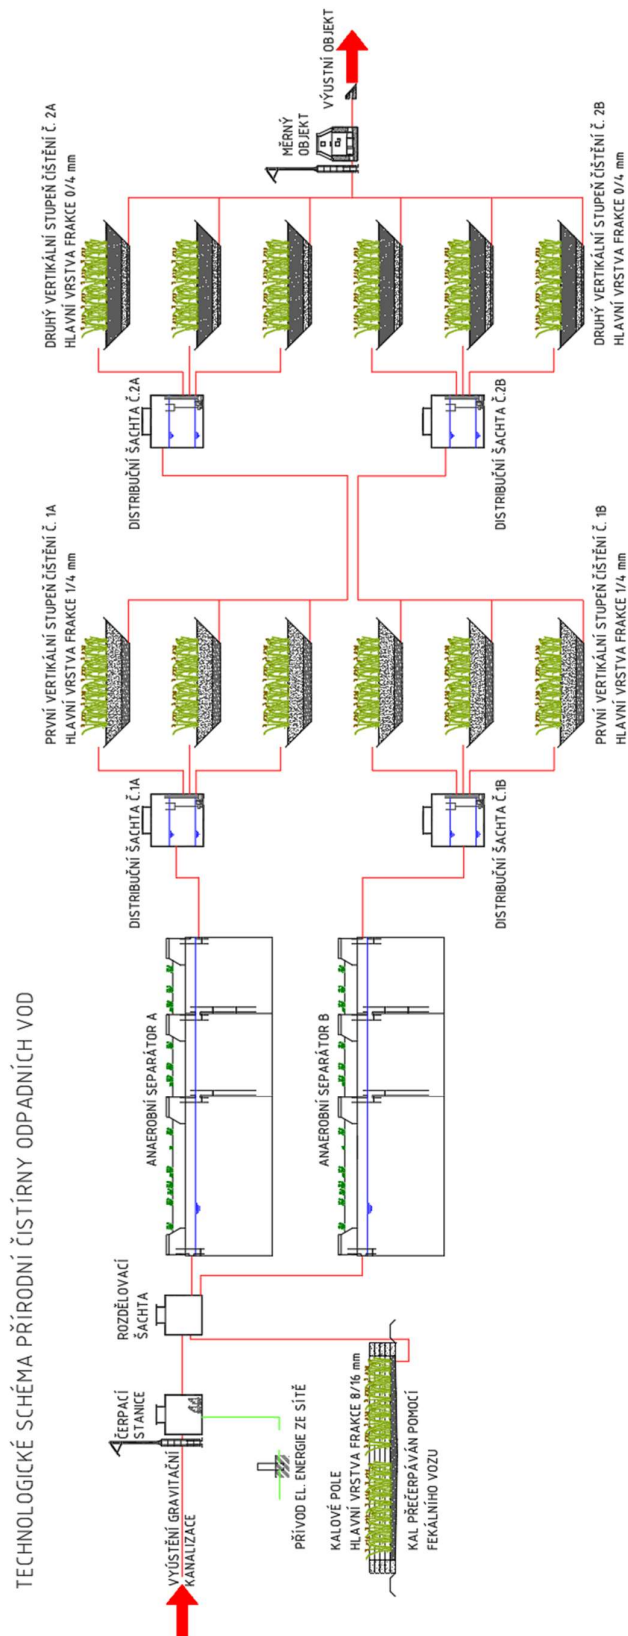 TECHNOLOGICKÉ SCHÉMA PŘÍRODNÍ ČISTÍRNY ODPADNÍCH VOD
VYÚSTĚNÍ GRAVITAČNÍ
KANALIZACE
ČERPACÍ
STANICE
PŘÍVOD EL. ENERGIE ZE SÍTĚ
ROZDĚLOVACÍ
ŠACHTA
KALOVÉ POLE
HLAVNÍ VRSTVA FRAKCE 8/16 mm
KAL PŘEČERPÁVÁN POMOCÍ
FEKÁLNÍHO VOZU
ANAEROBNÍ SEPARÁTOR A
ANAEROBNÍ SEPARÁTOR B
DISTRIBUČNÍ ŠACHTA Č.1A
DISTRIBUČNÍ ŠACHTA Č.1B
PRVNÍ VERTIKÁLNÍ STUPEŇ ČIŠTĚNÍ Č. 1A
HLAVNÍ VRSTVA FRAKCE 1/4 mm
PRVNÍ VERTIKÁLNÍ STUPEŇ ČIŠTĚNÍ Č. 1B
HLAVNÍ VRSTVA FRAKCE 1/4 mm
DISTRIBUČNÍ ŠACHTA Č.2A
DISTRIBUČNÍ ŠACHTA Č.2B
DRUHÝ VERTIKÁLNÍ STUPEŇ ČIŠTĚNÍ Č. 2A
HLAVNÍ VRSTVA FRAKCE 0/4 mm
DRUHÝ VERTIKÁLNÍ STUPEŇ ČIŠTĚNÍ Č. 2B
HLAVNÍ VRSTVA FRAKCE 0/4 mm
MĚRNÝ
OBJEKT
VÝUSTNÍ OBJEKT